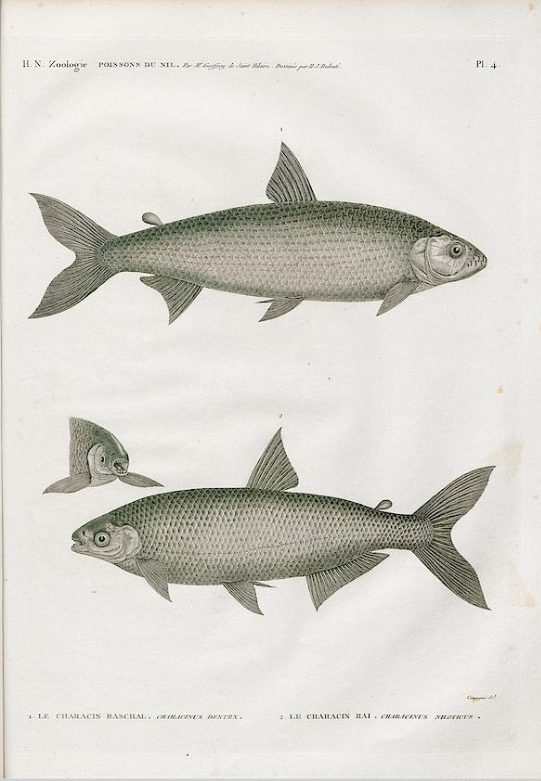 H. N. Zoologie POISSONS DU NIL. Par Mr. Geoffroy de Saint Hilaire. Dessinés par H. J. Redouté. Pl. 4
1
2
1. LE CHARACIN RASCHAL. CHARACINUS DENTEX. 2. LE CHARACIN RAI. CHARACINUS NILOTICUS.